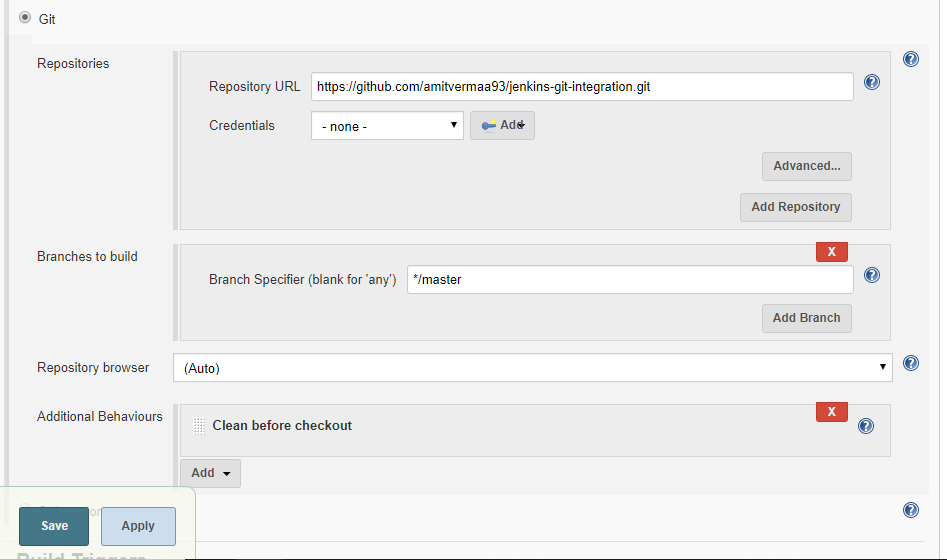 Git
Repositories
Repository URL https://github.com/amitvermaa93/jenkins-git-integration.git
Credentials - none - Add
Advanced...
Add Repository
Branches to build X
Branch Specifier (blank for 'any') */master
Add Branch
Repository browser (Auto)
Additional Behaviours X
Clean before checkout
Add
Save Apply
Build Triggers